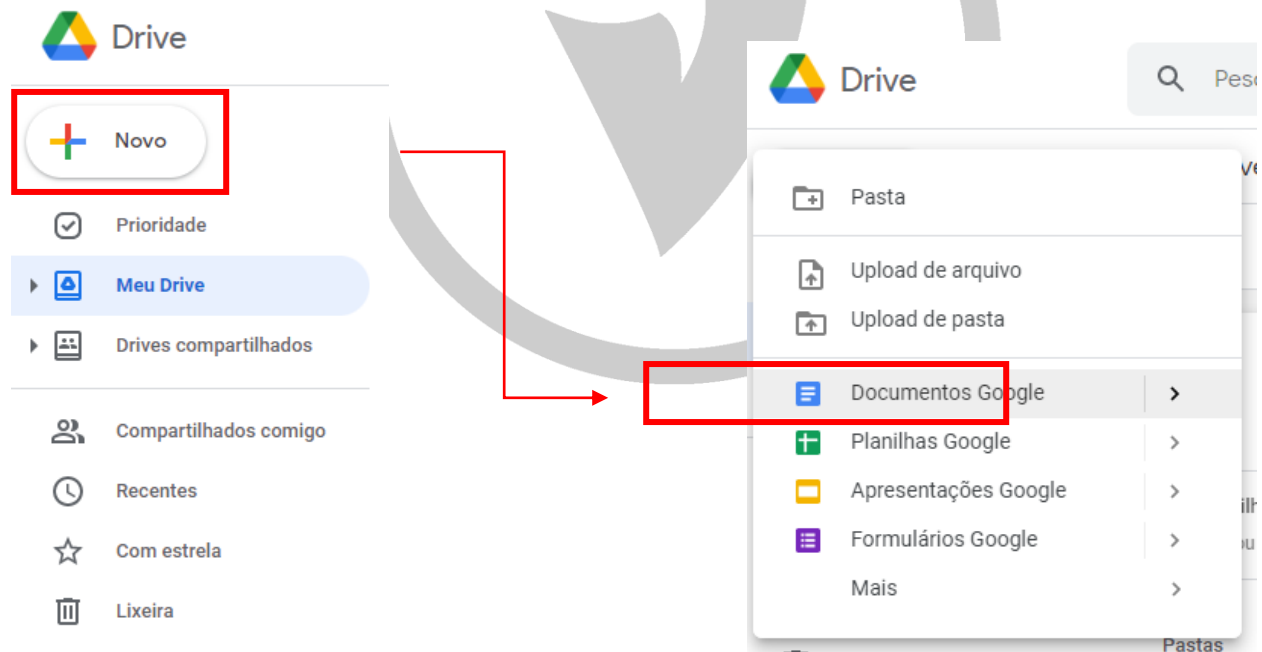 Drive
Novo
Prioridade
Meu Drive
Drives compartilhados
Compartilhados comigo
Recentes
Com estrela
Lixeira
Drive
Pasta
Upload de arquivo
Upload de pasta
Documentos Google
Planilhas Google
Apresentações Google
Formulários Google
Mais
Pastas